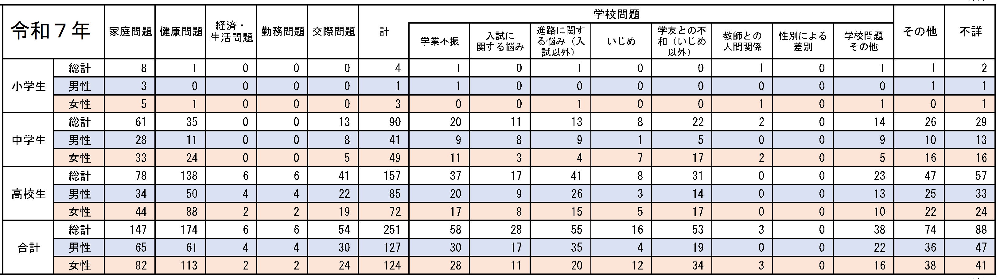 学校問題
令和７年 家庭問題 健康問題 経済・生活問題 勤務問題 交際問題 計 学業不振 入試に関する悩み 進路に関する悩み（入試以外） いじめ 学友との不和（いじめ以外） 教師との人間関係 性別による差別 学校問題その他 その他 不詳
小学生 総計 8 1 0 0 0 4 1 0 1 0 0 1 0 1 1 2
男性 3 0 0 0 0 1 1 0 0 0 0 0 0 0 1 1
女性 5 1 0 0 0 3 0 0 1 0 0 1 0 1 0 1
中学生 総計 61 35 0 0 13 90 20 11 13 8 22 2 0 14 26 29
男性 28 11 0 0 8 41 9 8 9 1 5 0 0 9 10 13
女性 33 24 0 0 5 49 11 3 4 7 17 2 0 5 16 16
高校生 総計 78 138 6 6 41 157 37 17 41 8 31 0 0 23 47 57
男性 34 50 4 4 22 85 20 9 26 3 14 0 0 13 25 33
女性 44 88 2 2 19 72 17 8 15 5 17 0 0 10 22 24
合計 総計 147 174 6 6 54 251 58 28 55 16 53 3 0 38 74 88
男性 65 61 4 4 30 127 30 17 35 4 19 0 0 22 36 47
女性 82 113 2 2 24 124 28 11 20 12 34 3 0 16 38 41